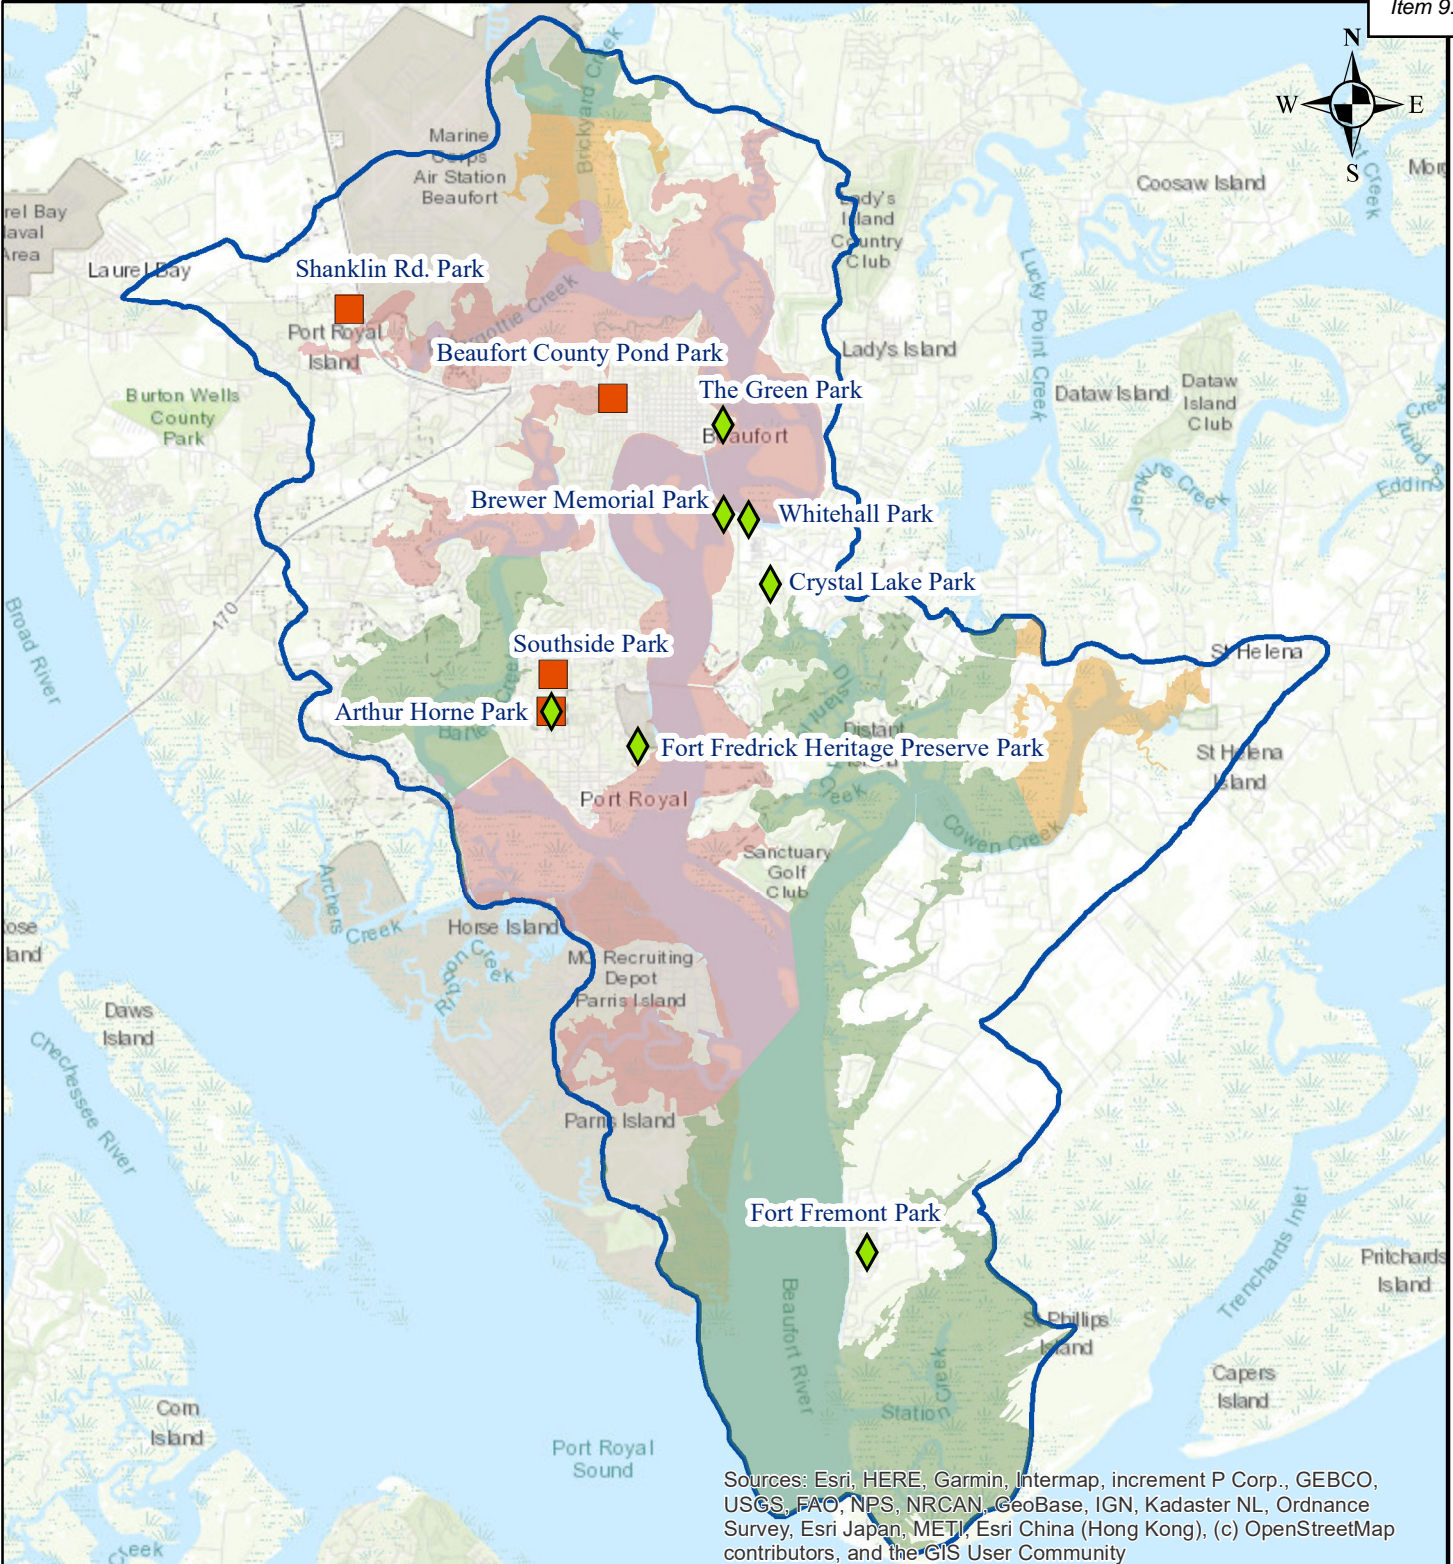 Item 9.
N
W
E
S
Brickyard Creek
Marine
Corps
Air Station
Beaufort
Coosaw Island
Lady's
Island
Country
Club
Laurel Bay
Shanklin Rd. Park
Port Royal
Island
Beaufort County Pond Park
Lady's Island
Lucky Point Creek
The Green Park
Dataw Island
Dataw
Island
Club
Burton Wells
County
Park
Beaufort
Jenkins Creek
Brewer Memorial Park
Whitehall Park
Crystal Lake Park
170
Broad River
Southside Park
St Helena
Arthur Horne Park
Distant
Island
Fort Fredrick Heritage Preserve Park
St Helena
Island
Creek
Port Royal
Cowen Creek
Sanctuary
Golf
Club
Archers
Creek
Horse Island
Creek
MC Recruiting
Depot
Parris Island
Daws
Island
Chechessee River
Parris Island
Fort Fremont Park
Beaufort River
Trenchards Inlet
Pritchards
Island
St Phillips
Island
Capers
Island
Station Creek
Corn
Island
Port Royal
Sound
Creek
Sources: Esri, HERE, Garmin, Intermap, increment P Corp., GEBCO,
USGS, FAO, NPS, NRCAN, GeoBase, IGN, Kadaster NL, Ordnance
Survey, Esri Japan, METI, Esri China (Hong Kong), (c) OpenStreetMap
contributors, and the GIS User Community